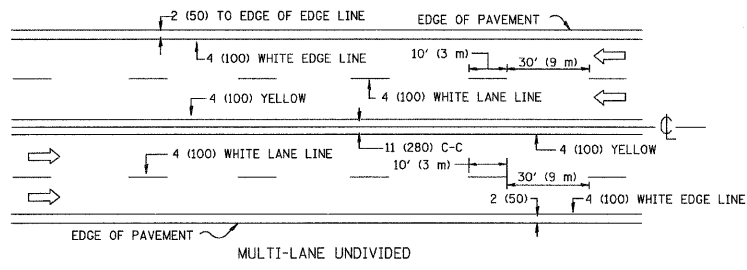 2 (50) TO EDGE OF EDGE LINE
EDGE OF PAVEMENT
4 (100) WHITE EDGE LINE
10' (3 m)
30' (9 m)
4 (100) YELLOW
4 (100) WHITE LANE LINE
4 (100) WHITE LANE LINE
11 (280) C-C
4 (100) YELLOW
10' (3 m)
30' (9 m)
2 (50)
4 (100) WHITE EDGE LINE
EDGE OF PAVEMENT
MULTI-LANE UNDIVIDED